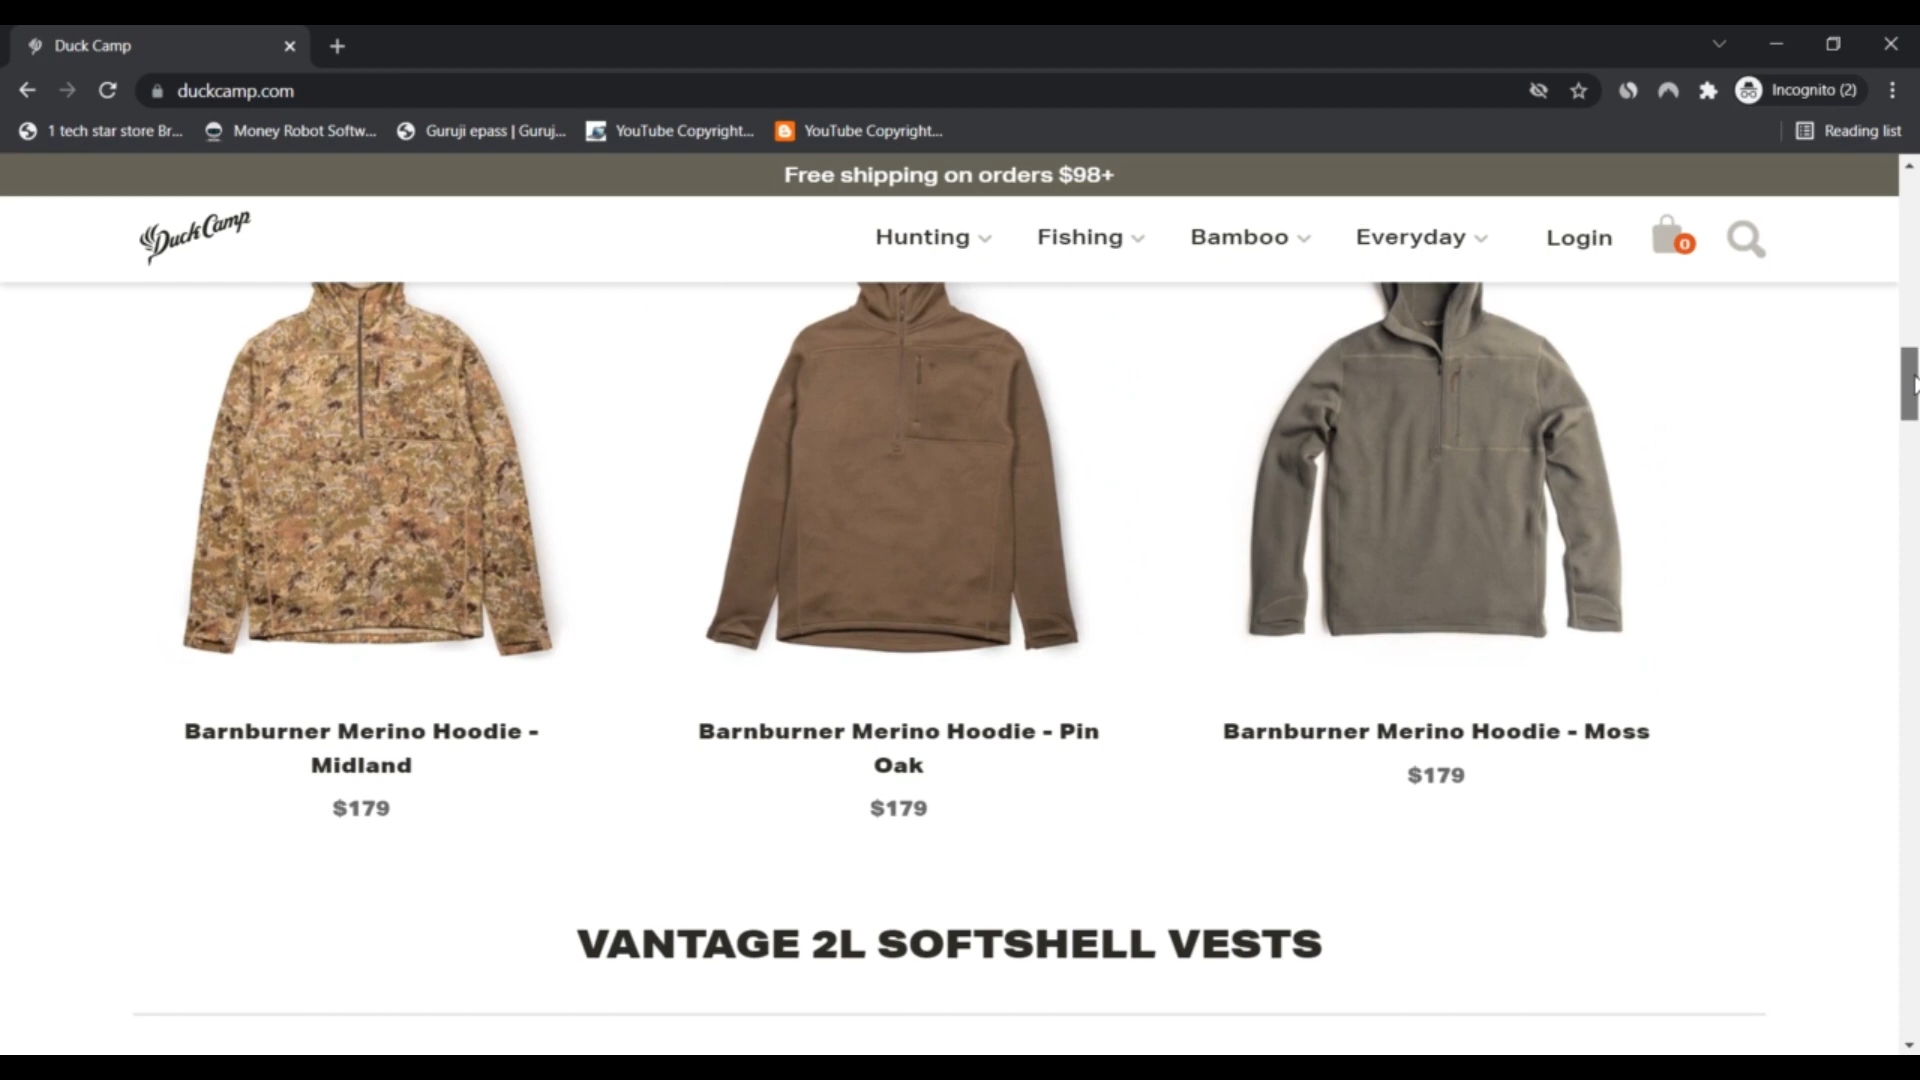 Duck Camp
duckcamp.com
Incognito (2)
1 tech star store Br...
Money Robot Softw...
Guruji epass | Guruj...
YouTube Copyright...
YouTube Copyright...
Reading list
Free shipping on orders $98+
Duck Camp
Hunting
Fishing
Bamboo
Everyday
Login
0
Barnburner Merino Hoodie -
Midland
$179
Barnburner Merino Hoodie - Pin
Oak
$179
Barnburner Merino Hoodie - Moss
$179
VANTAGE 2L SOFTSHELL VESTS